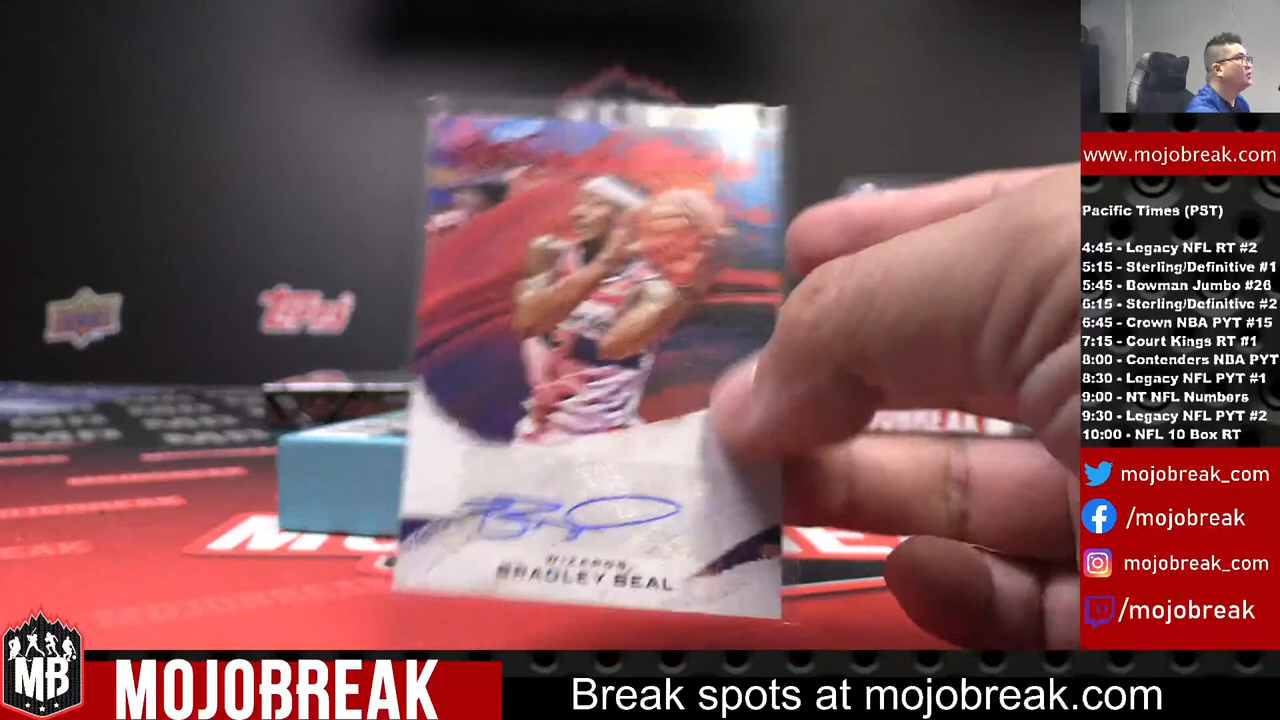 WIZARDS
BRADLEY BEAL
UPPER DECK
Topps
MOJOBREAK
MB
MOJOBREAK
Break spots at mojobreak.com
www.mojobreak.com
Pacific Times (PST)
4:45 - Legacy NFL RT #2
5:15 - Sterling/Definitive #1
5:45 - Bowman Jumbo #26
6:15 - Sterling/Definitive #2
6:45 - Crown NBA PYT #15
7:15 - Court Kings RT #1
8:00 - Contenders NBA PYT
8:30 - Legacy NFL PYT #1
9:00 - NT NFL Numbers
9:30 - Legacy NFL PYT #2
10:00 - NFL 10 Box RT
mojobreak_com
/mojobreak
mojobreak_com
/mojobreak